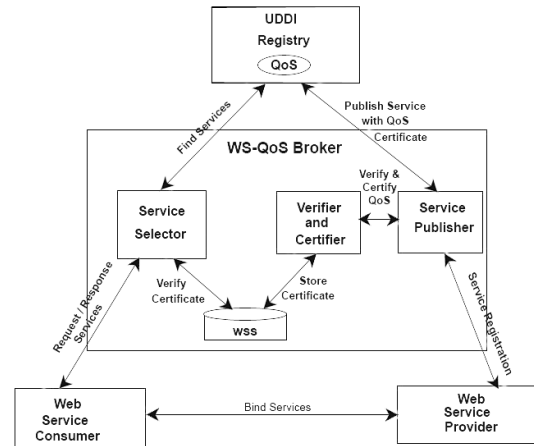 UDDI
Registry
QoS
Find Services
Publish Service
with QoS
Certificate
WS-QoS Broker
Service
Selector
Verifier
and
Certifier
Verify &
Certify
QoS
Service
Publisher
Verify
Certificate
Store
Certificate
wss
Request / Response
Services
Service Registration
Web
Service
Consumer
Bind Services
Web
Service
Provider